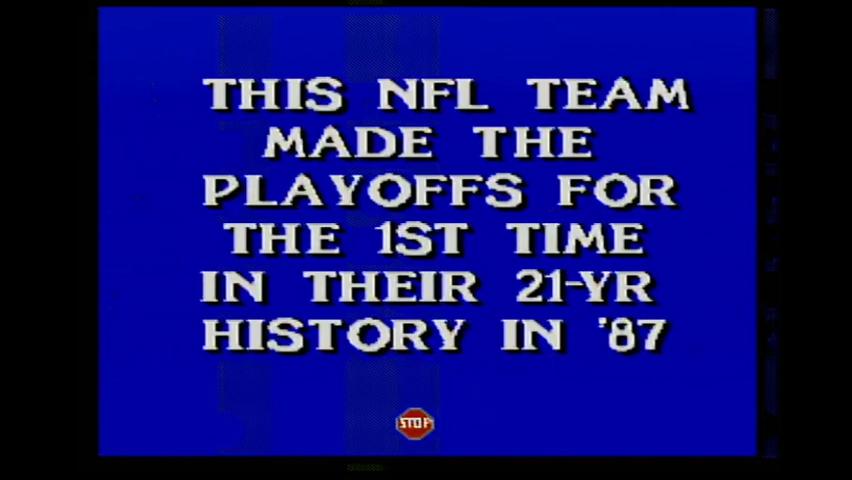 THIS NFL TEAM
MADE THE
PLAYOFFS FOR
THE 1ST TIME
IN THEIR 21-YR
HISTORY IN '87
STOP